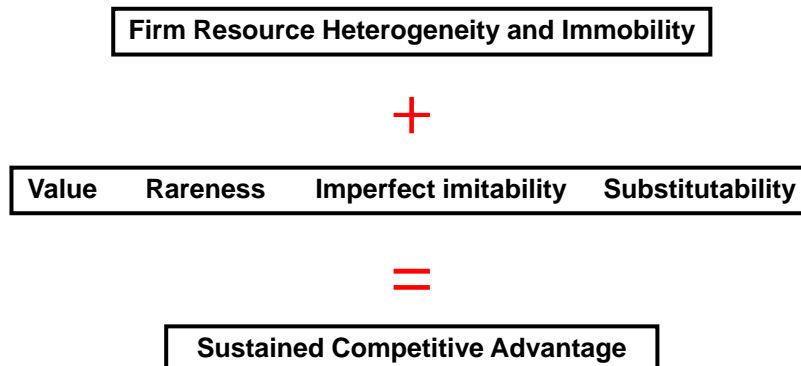 Firm Resource Heterogeneity and Immobility
+
Value Rareness Imperfect imitability Substitutability
=
Sustained Competitive Advantage